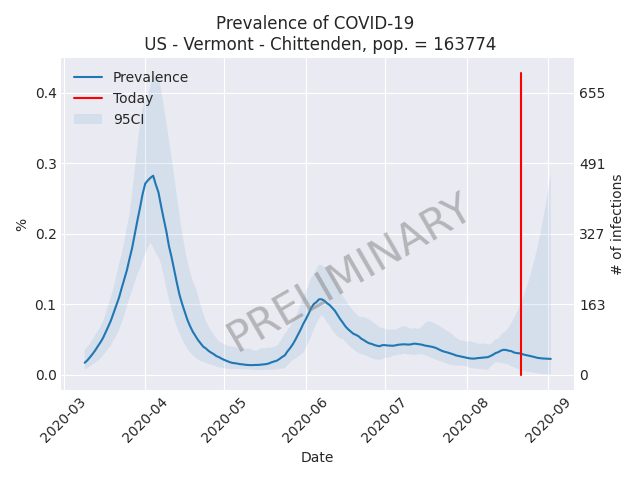 Prevalence of COVID-19
US - Vermont - Chittenden, pop. = 163774
Prevalence
Today
95CI
0.4
0.3
0.2
0.1
0.0
%
655
491
327
163
0
# of infections
PRELIMINARY
2020-03
2020-04
2020-05
2020-06
2020-07
2020-08
2020-09
Date